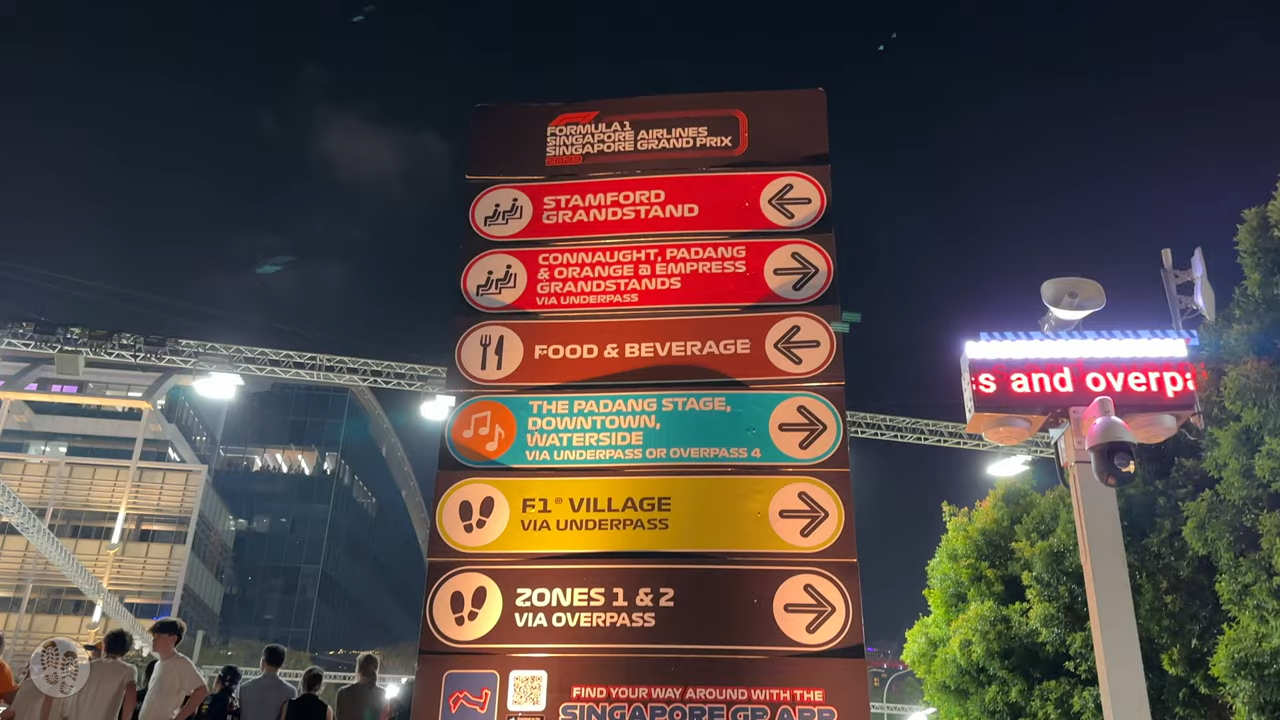 FORMULA 1
SINGAPORE AIRLINES
SINGAPORE GRAND PRIX
2023
STAMFORD
GRANDSTAND
CONNAUGHT, PADANG
& ORANGE @ EMPRESS
GRANDSTANDS
VIA UNDERPASS
FOOD & BEVERAGE
THE PADANG STAGE,
DOWNTOWN,
WATERSIDE
VIA UNDERPASS OR OVERPASS 4
F1® VILLAGE
VIA UNDERPASS
ZONES 1 & 2
VIA OVERPASS
FIND YOUR WAY AROUND WITH THE
SINGAPORE GP APP
s and overpa